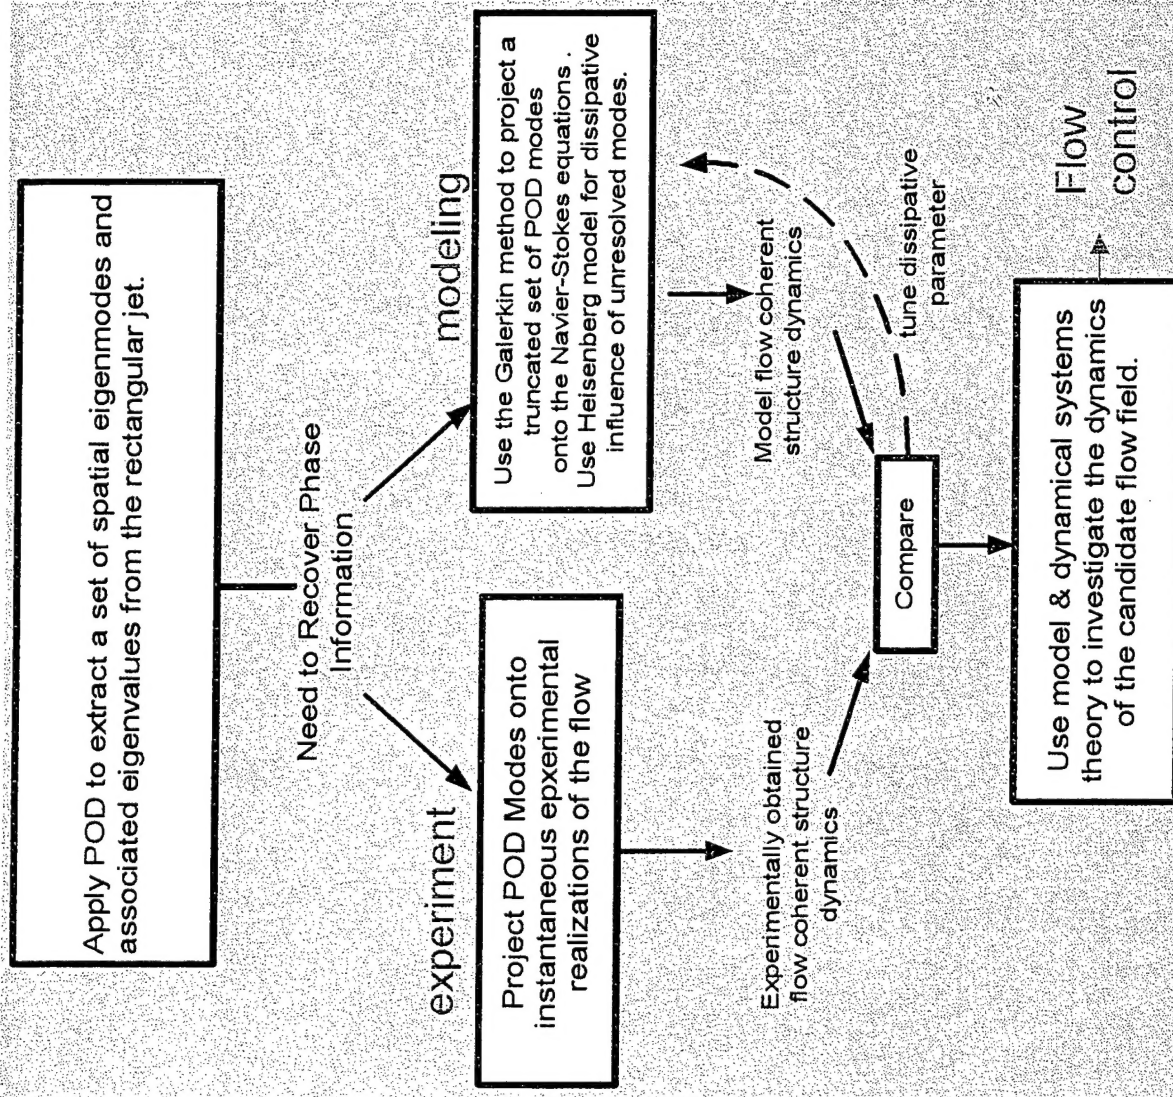 Apply POD to extract a set of spatial eigenmodes and
associated eigenvalues from the rectangular jet.
Need to Recover Phase
Information
experiment
Project POD Modes onto
instantaneous epxerimental
realizations of the flow
modeling
Use the Galerkin method to project a
truncated set of POD modes
onto the Navier-Stokes equations .
Use Heisenberg model for dissipative
influence of unresolved modes.
Experimentally obtained
flow coherent structure
dynamics
Model flow coherent
structure dynamics
Compare
tune dissipative
parameter
Use model & dynamical systems
theory to investigate the dynamics
of the candidate flow field.
Flow
control